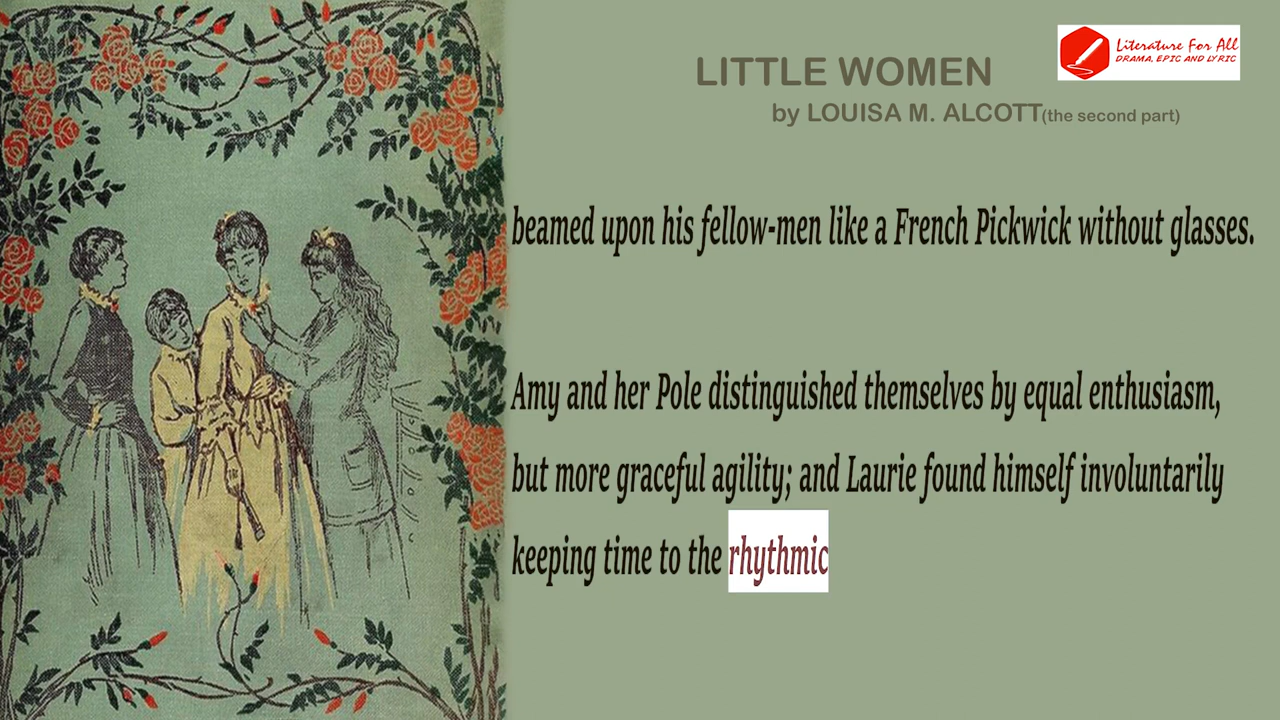 LITTLE WOMEN
by LOUISA M. ALCOTT(the second part)
Literature For All
DRAMA, EPIC AND LYRIC
beamed upon his fellow-men like a French Pickwick without glasses.
Amy and her Pole distinguished themselves by equal enthusiasm,
but more graceful agility; and Laurie found himself involuntarily
keeping time to the rhythmic